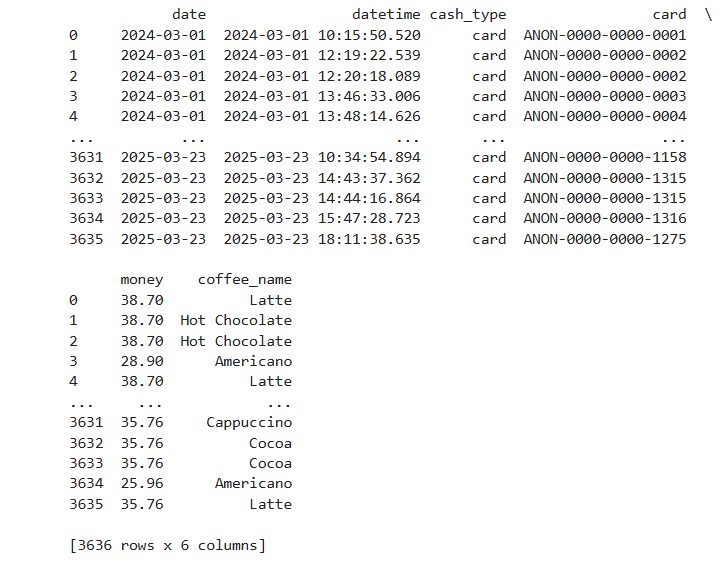 date datetime cash_type card \
0 2024-03-01 2024-03-01 10:15:50.520 card ANON-0000-0000-0001
1 2024-03-01 2024-03-01 12:19:22.539 card ANON-0000-0000-0002
2 2024-03-01 2024-03-01 12:20:18.089 card ANON-0000-0000-0002
3 2024-03-01 2024-03-01 13:46:33.006 card ANON-0000-0000-0003
4 2024-03-01 2024-03-01 13:48:14.626 card ANON-0000-0000-0004
... ... ... ... ...
3631 2025-03-23 2025-03-23 10:34:54.894 card ANON-0000-0000-1158
3632 2025-03-23 2025-03-23 14:43:37.362 card ANON-0000-0000-1315
3633 2025-03-23 2025-03-23 14:44:16.864 card ANON-0000-0000-1315
3634 2025-03-23 2025-03-23 15:47:28.723 card ANON-0000-0000-1316
3635 2025-03-23 2025-03-23 18:11:38.635 card ANON-0000-0000-1275
money coffee_name
0 38.70 Latte
1 38.70 Hot Chocolate
2 38.70 Hot Chocolate
3 28.90 Americano
4 38.70 Latte
... ... ...
3631 35.76 Cappuccino
3632 35.76 Cocoa
3633 35.76 Cocoa
3634 25.96 Americano
3635 35.76 Latte
[3636 rows x 6 columns]